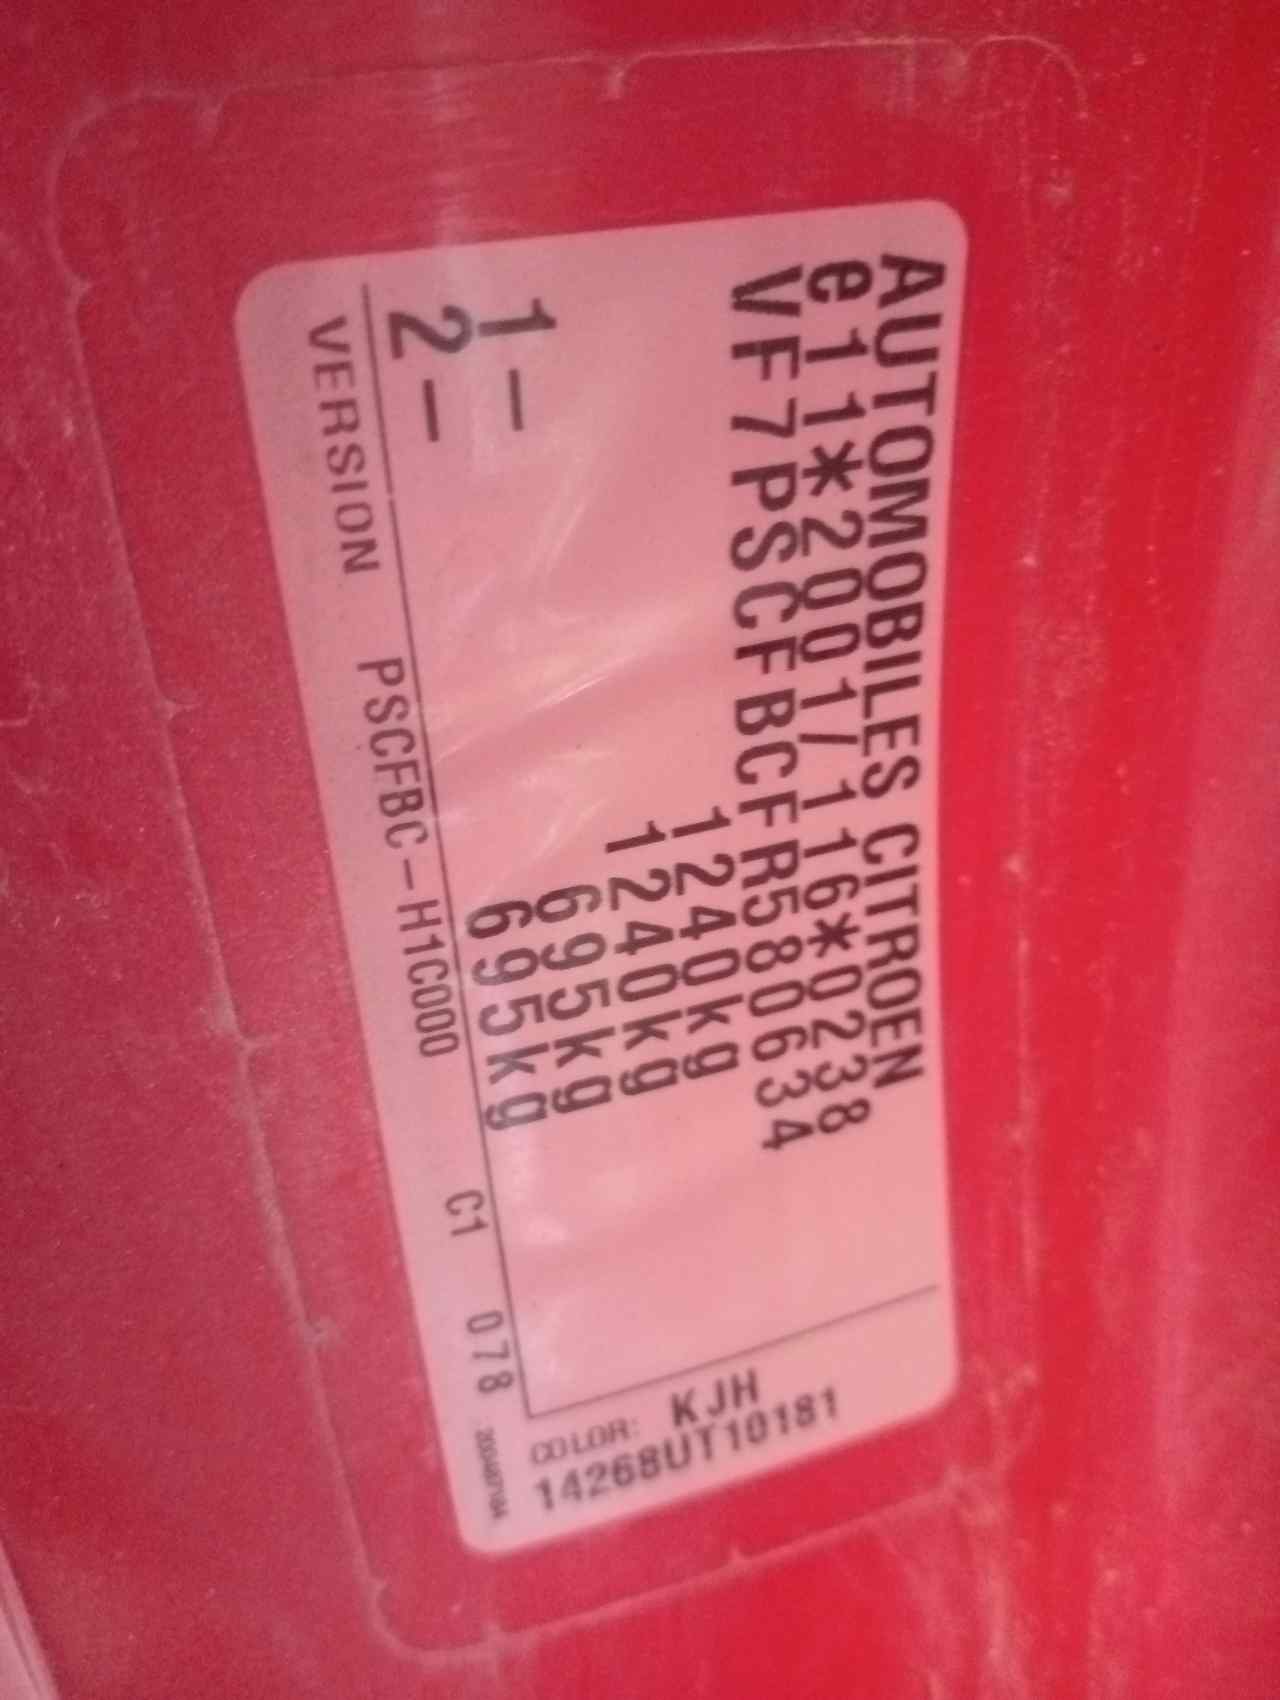 AUTOMOBILES CITROEN
e11*2001/116*0238
VF7PSCFBCFR580634
1240kg
1240kg
1- 695kg
2- 695kg
VERSION PSCFBC-H1C000 C1 078
COLOR: KJH
14268UT10181